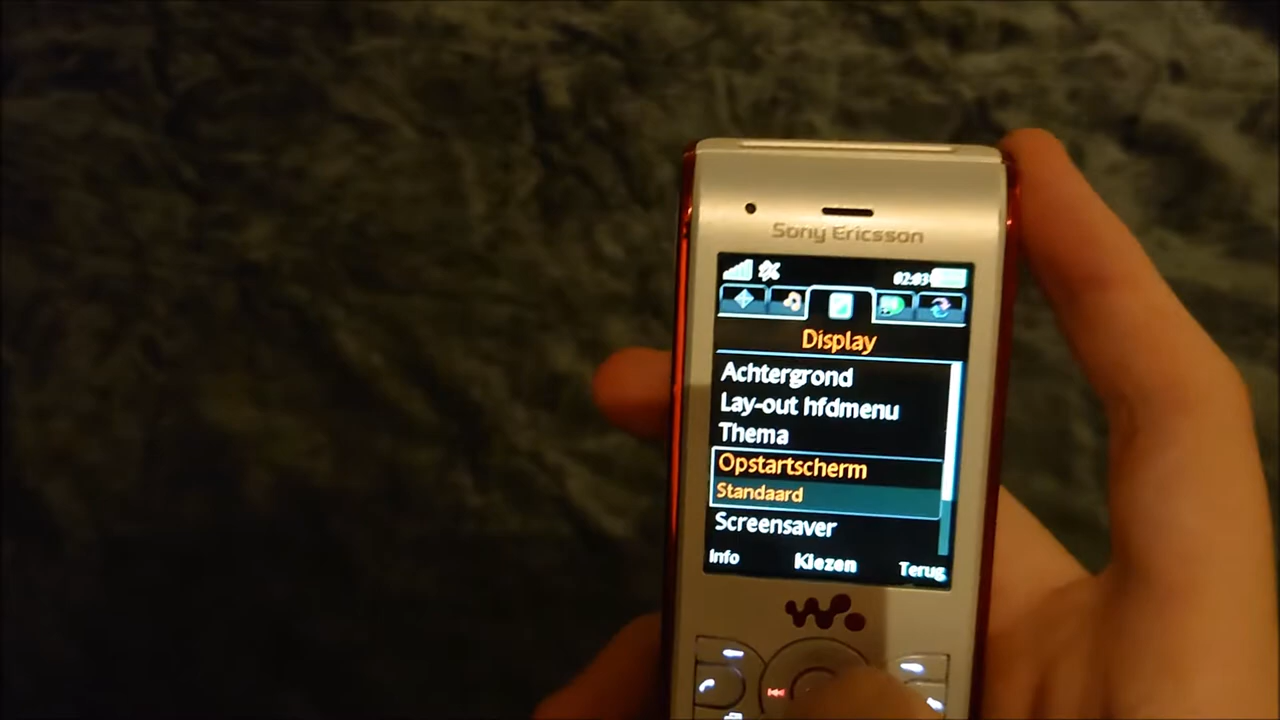 Sony Ericsson
02:03
Display
Achtergrond
Lay-out hfdmenu
Thema
Opstartscherm
Standaard
Screensaver
Info Kiezen Terug